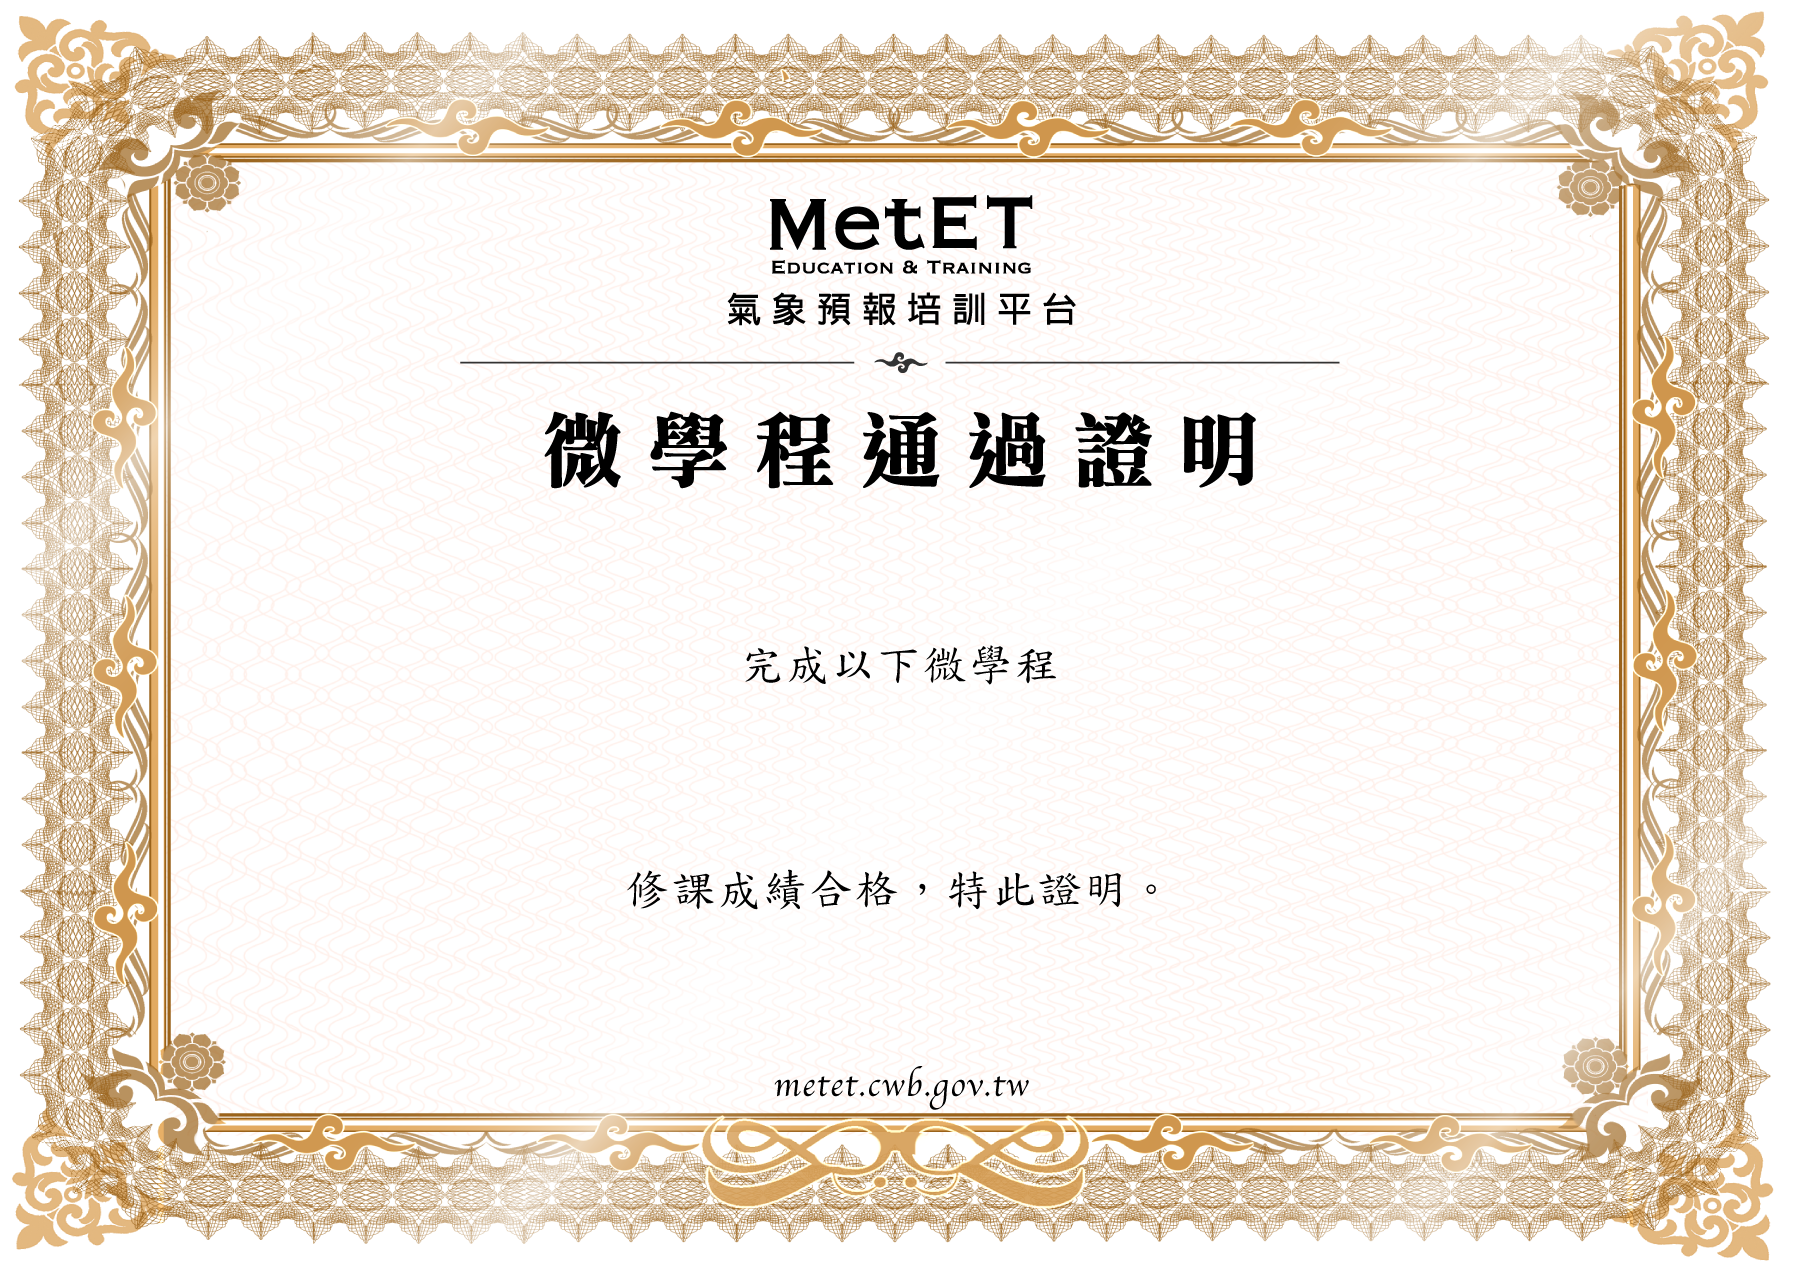 MetET
EDUCATION & TRAINING
氣象預報培訓平台
微學程通過證明
完成以下微學程
修課成績合格，特此證明。
metet.cwb.gov.tw